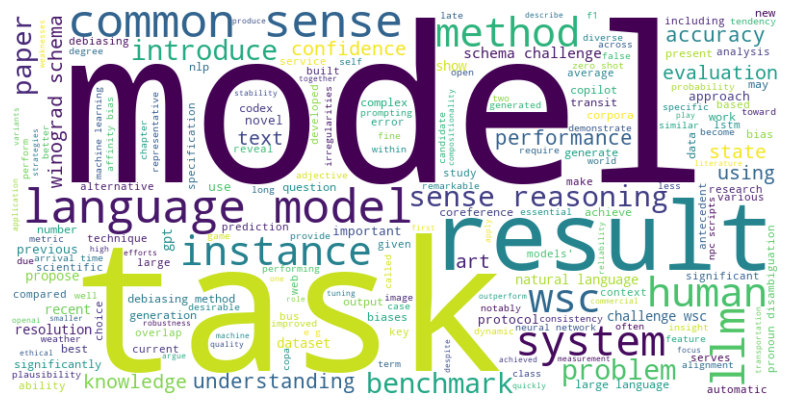 model
task
result
common sense
method
language model
instance
system
human
llm
wsc
benchmark
problem
sense reasoning
paper
introduce
confidence
winograd schema
text
performance
accuracy
evaluation
schema challenge
state
using
art
knowledge
understanding
resolution
propose
recent
previous
dataset
natural language
large language
challenge wsc
protocol
approach
transit
copilot
codex
novel
nlp
debiasing
degree
service
self
built
including
tendency
new
present
analysis
late
describe
f1
diverse
across
average
zero shot
false
show
open
corpora
demonstrate
require
generate
work
based
specific
play
similar
lstm
become
toward
bias
data
probability
may
machine learning
affinity bias
chapter
representative
specification
reveal
irregularities
developed
complex
prompting
error
fine
within
stability
together
produce
two
generated
compositionality
candidate
variants
strategies
better
perform
application
alternative
use
long
question
adjective
study
remarkable
world
make
less
research
various
antecedent
npc scripts
coreference
essential
achieve
number
metric
due
technique
high
efforts
arrival time
scientific
gpt
large
prediction
game
one
important
provide
given
first
called
models'
apply
reliability
significant
pronoun disambiguation
transportation
literature
compared
well
smaller
openai
robustness
performing
role
e g
tuning
output
image
case
outperform
notably
context
insight
feature
often
commercial
debiasing method
desirable
generation
overlap
web
bus
improved
biases
key
copa
term
despite
dynamic
achieved
measurement
consistency
neural network
alignment
focus
class
quickly
serves
automatic
choice
weather
best
current
significantly
plausibility
ability
ethical
argue
machine
quality